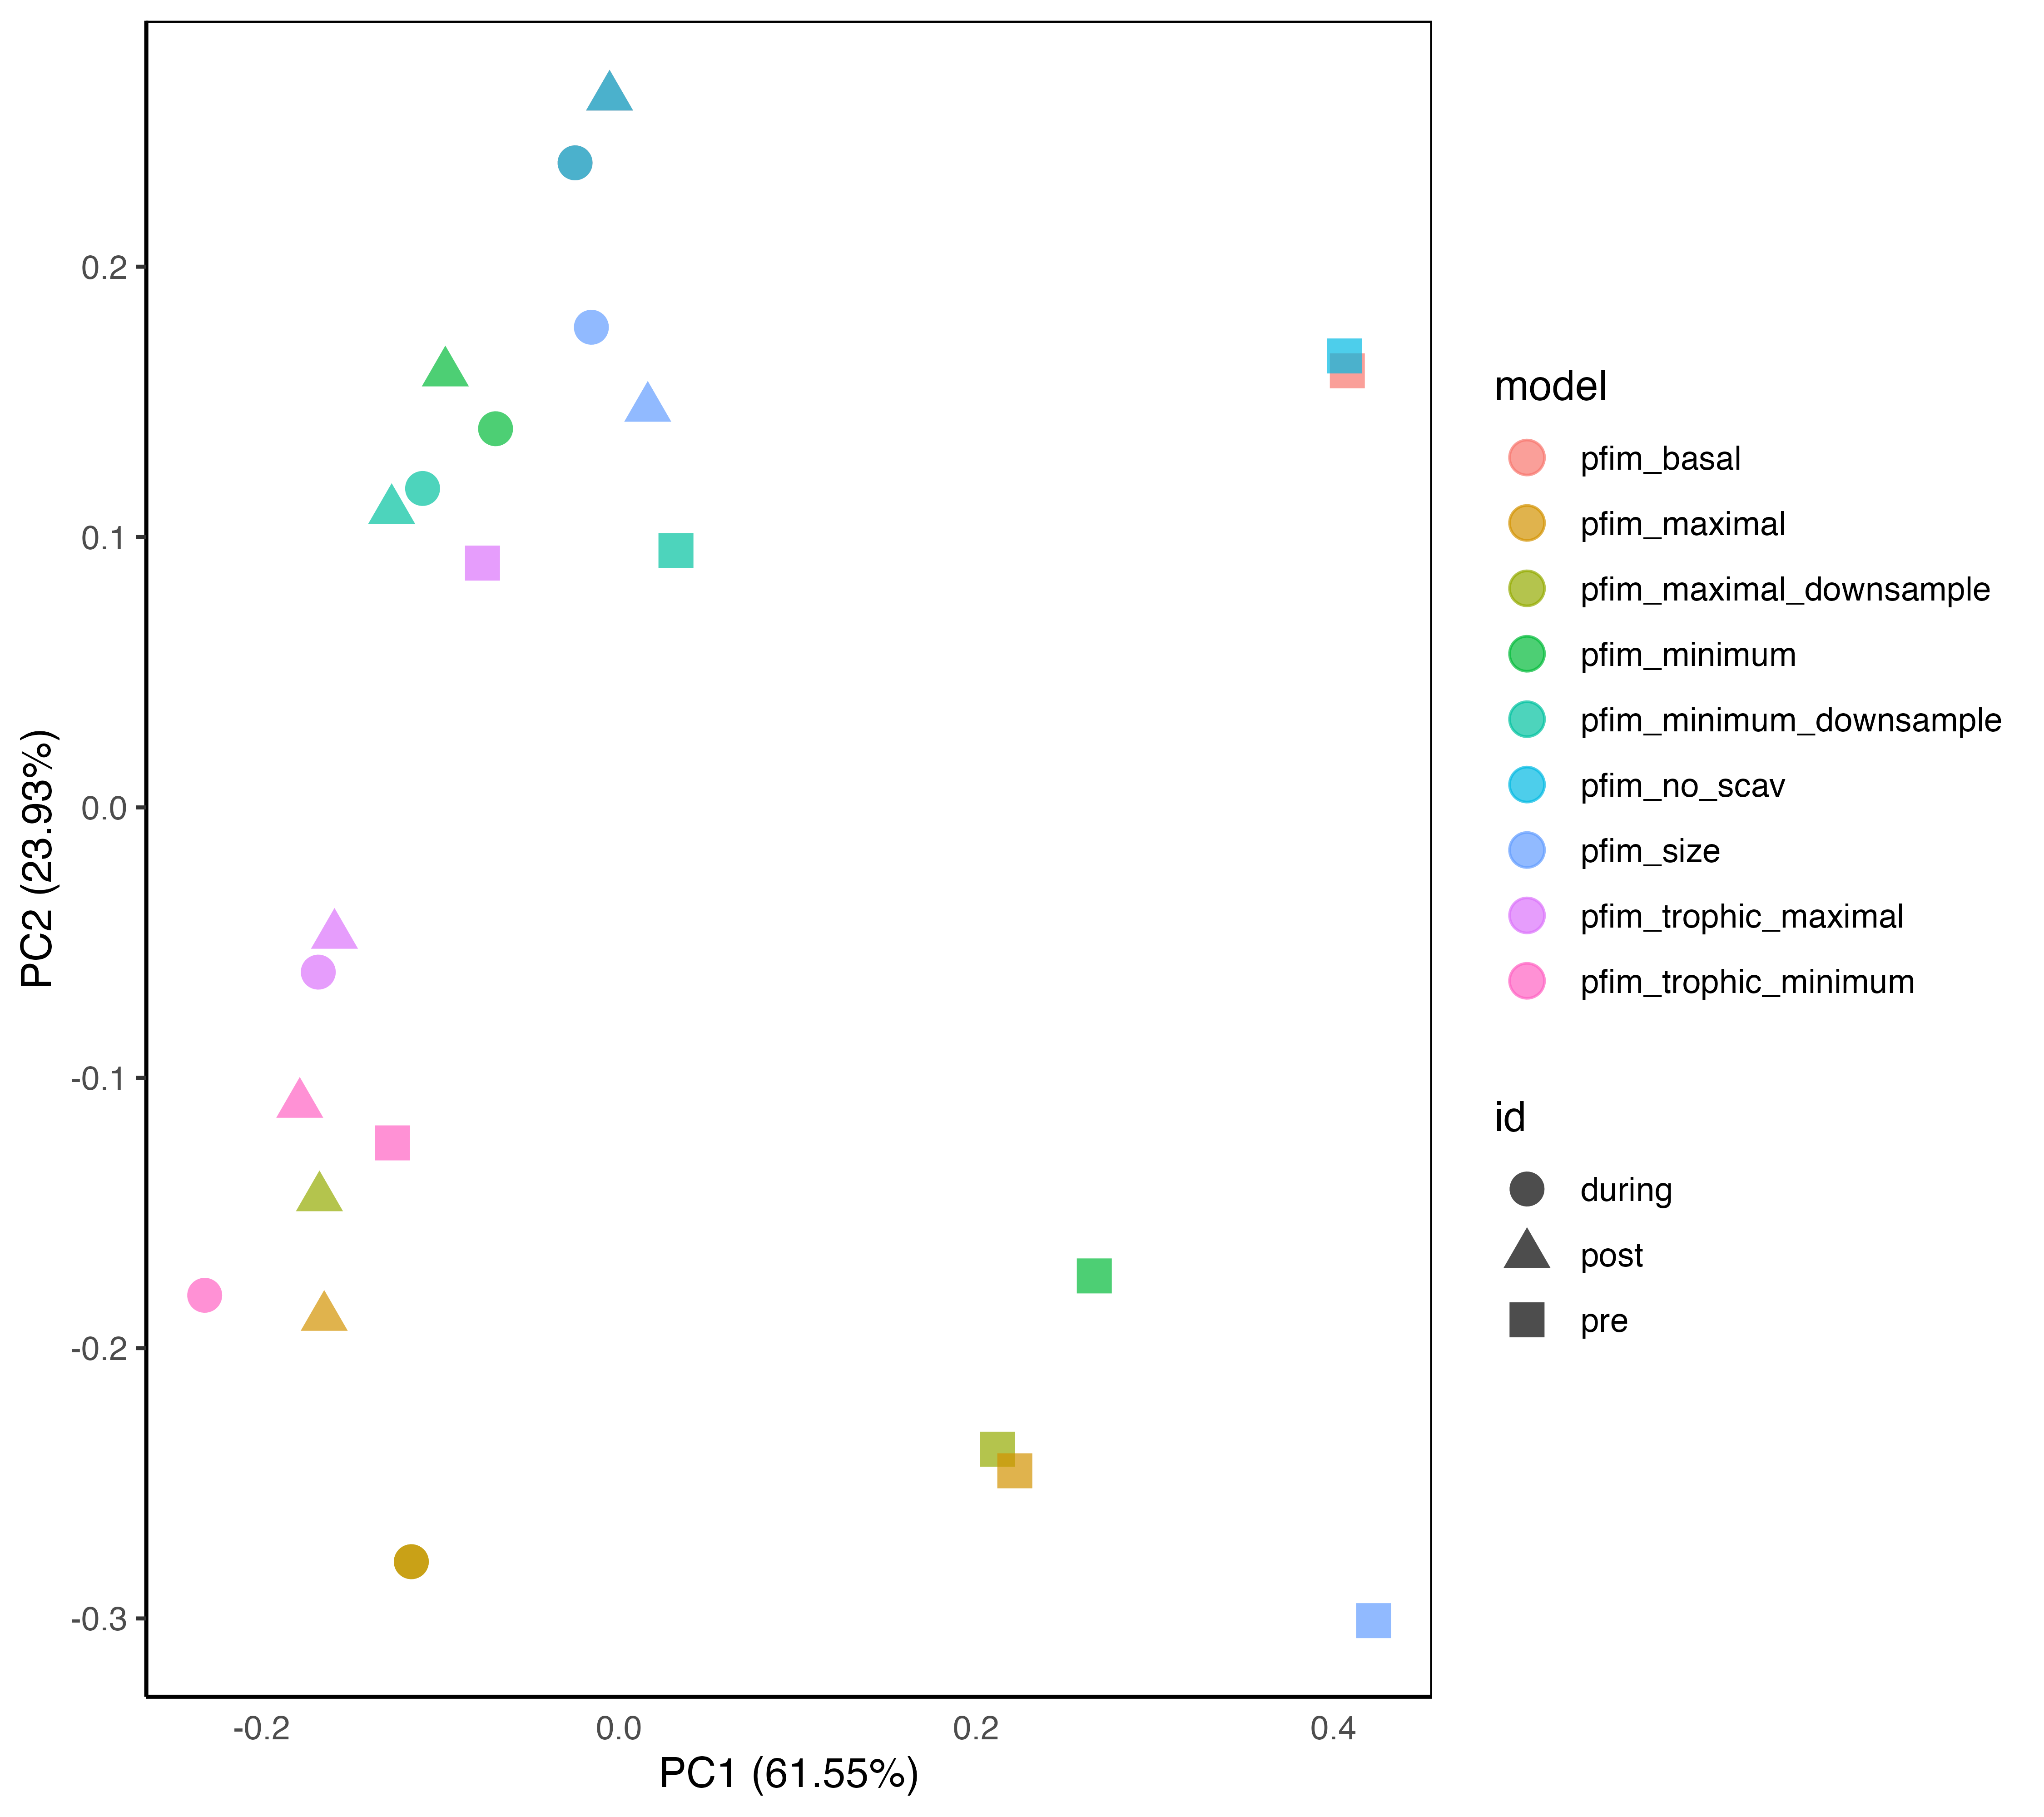 PC2 (23.93%)
0.2
0.1
0.0
-0.1
-0.2
-0.3
-0.2
0.0
0.2
0.4
PC1 (61.55%)
model
pfim_basal
pfim_maximal
pfim_maximal_downsample
pfim_minimum
pfim_minimum_downsample
pfim_no_scav
pfim_size
pfim_trophic_maximal
pfim_trophic_minimum
id
during
post
pre